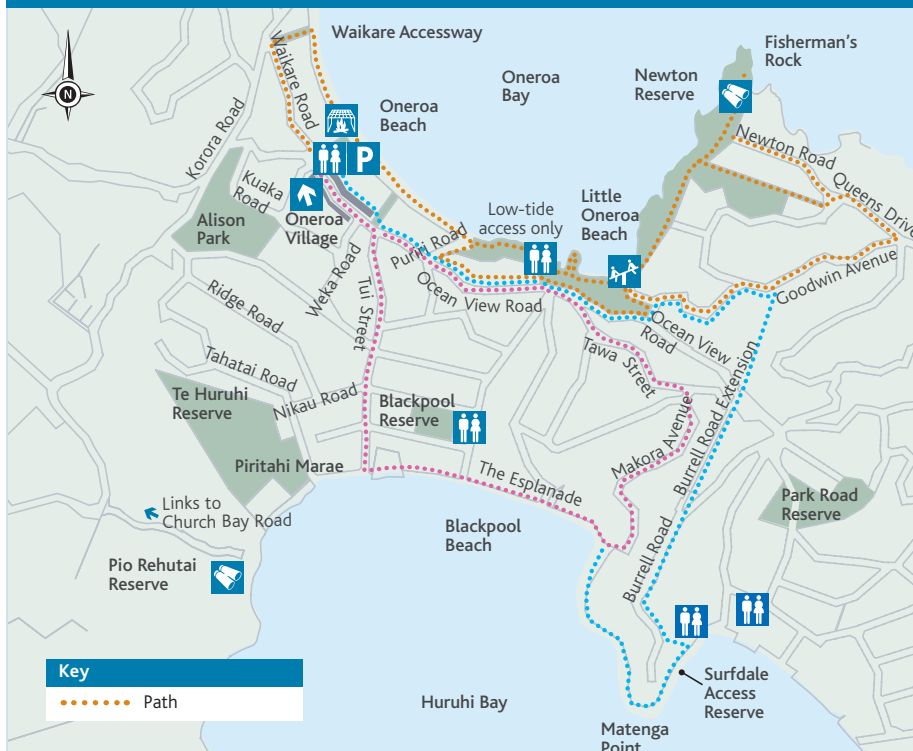 Waikare Accessway
Fisherman's
Rock
Oneroa
Bay
Newton
Reserve
N
Waikare Road
Oneroa
Beach
Korora Road
P
Newton Road
Kuaka
Road
Queens Drive
Alison
Park
Oneroa
Village
Low-tide
access only
Little
Oneroa
Beach
Puriri Road
Goodwin Avenue
Weka Road
Tui Street
Ocean View Road
Ridge Road
Ocean View
Road
Tawa Street
Tahatai Road
Te Huruhi
Reserve
Nikau Road
Blackpool
Reserve
Burrell Road Extension
Makora Avenue
Piritahi Marae
The Esplanade
Park Road
Reserve
Links to
Church Bay Road
Blackpool
Beach
Burrell Road
Pio Rehutai
Reserve
Key
Path
Surfdale
Access
Reserve
Huruhi Bay
Matenga
Point